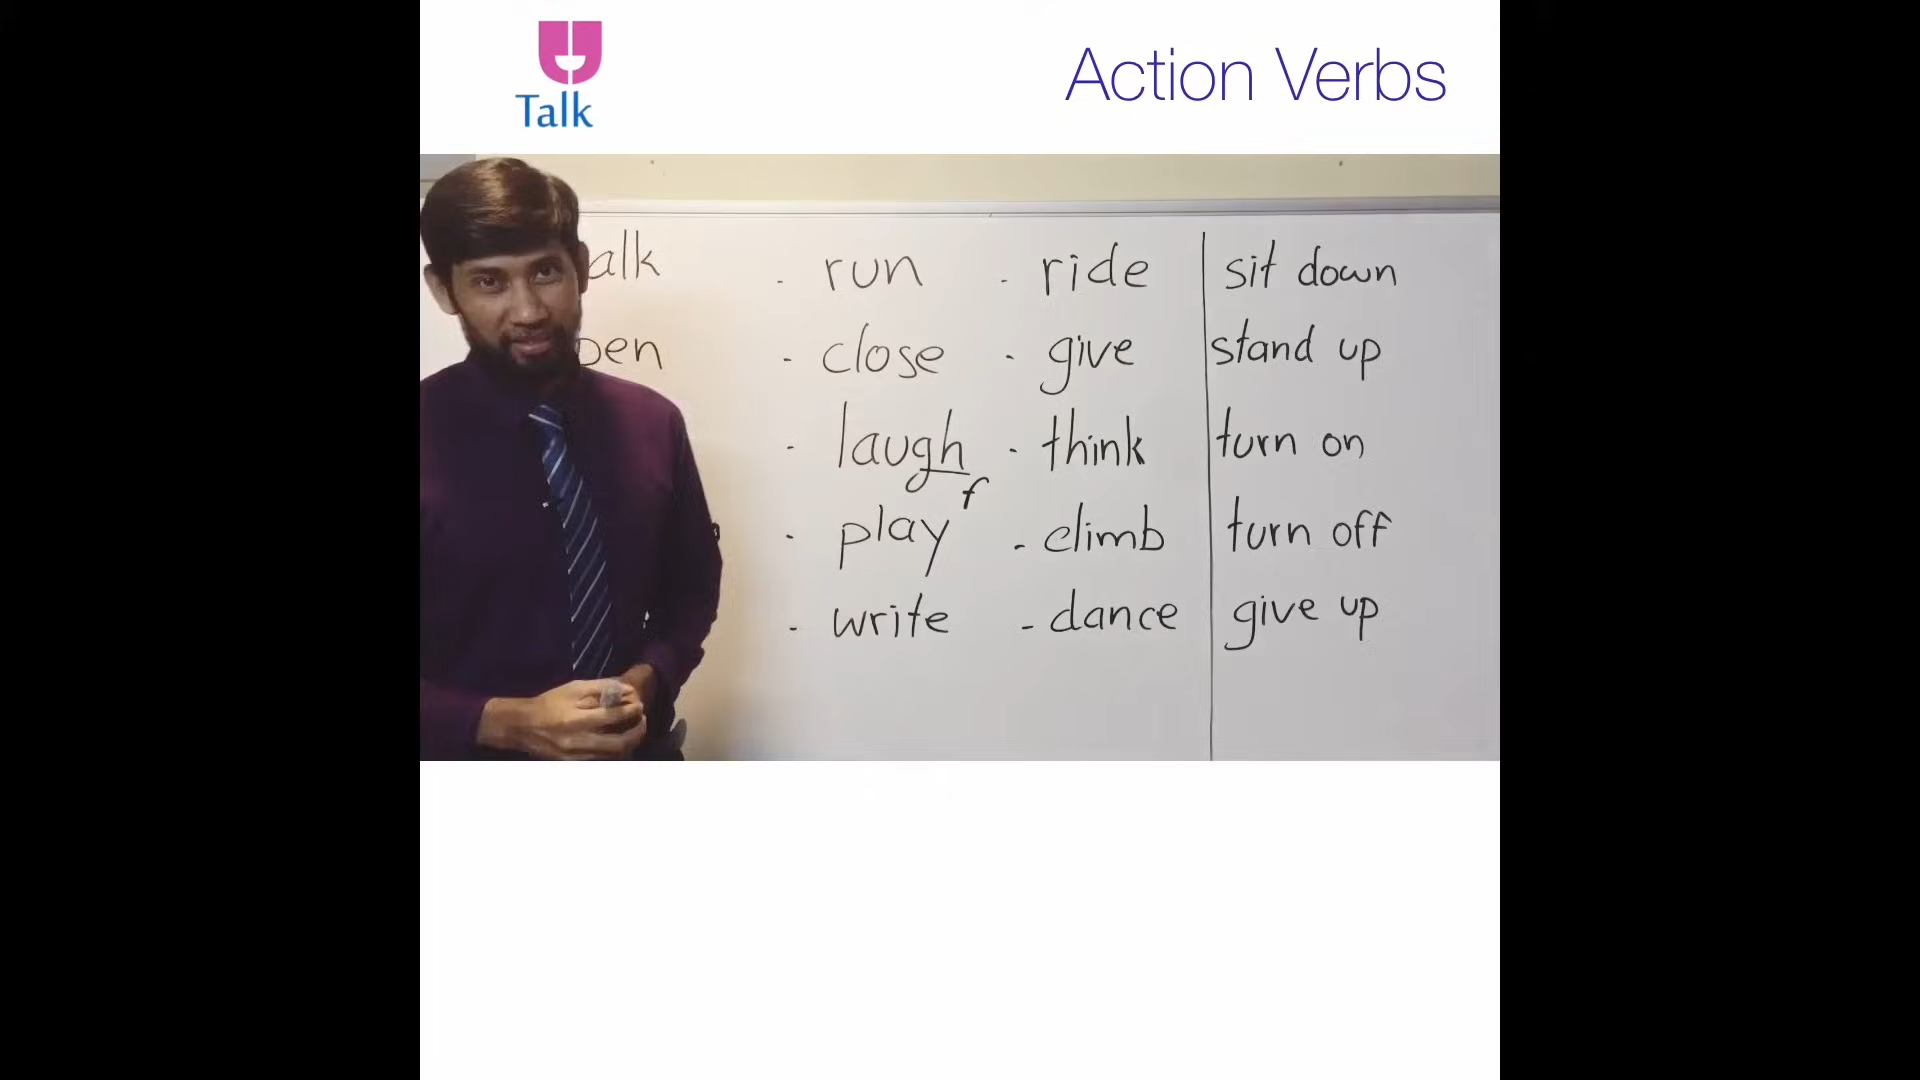 Talk
Action Verbs
alk - run - ride sit down
pen - close - give stand up
- laugh - think turn on
f
- play - climb turn off
- write - dance give up